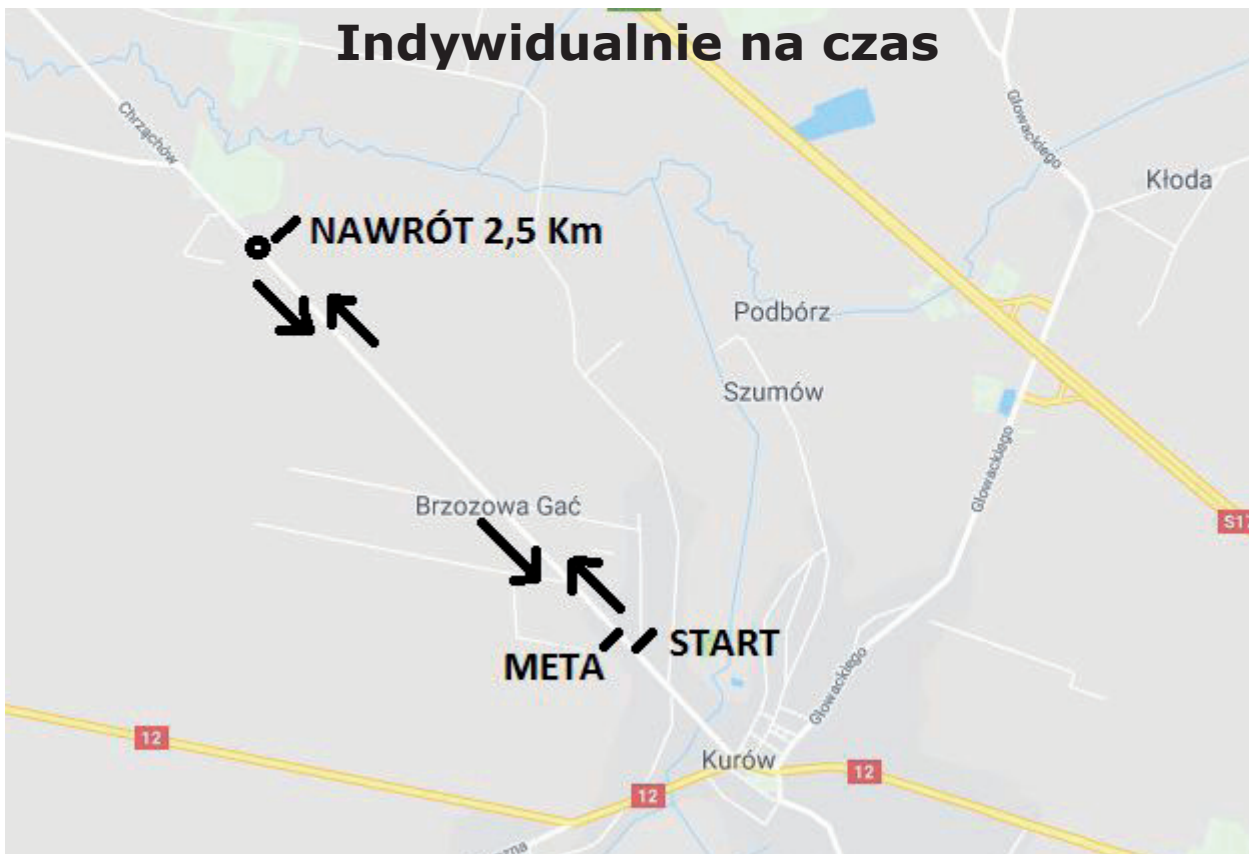 Indywidualnie na czas
Chrząchów
Głowackiego
Kłoda
NAWRÓT 2,5 Km
Podbórz
Szumów
Głowackiego
Brzozowa Gać
S17
START
META
Głowackiego
12
Kurów
12
12